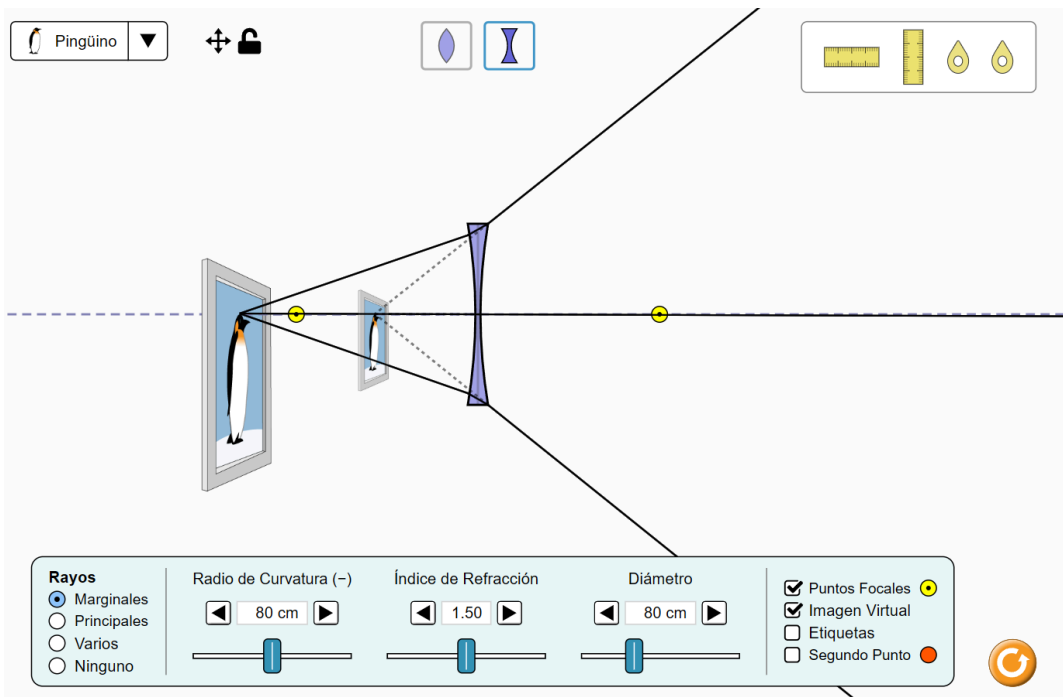 Pingüino
Rayos
Marginales
Principales
Varios
Ninguno
Radio de Curvatura (−)
80 cm
Índice de Refracción
1.50
Diámetro
80 cm
Puntos Focales
Imagen Virtual
Etiquetas
Segundo Punto